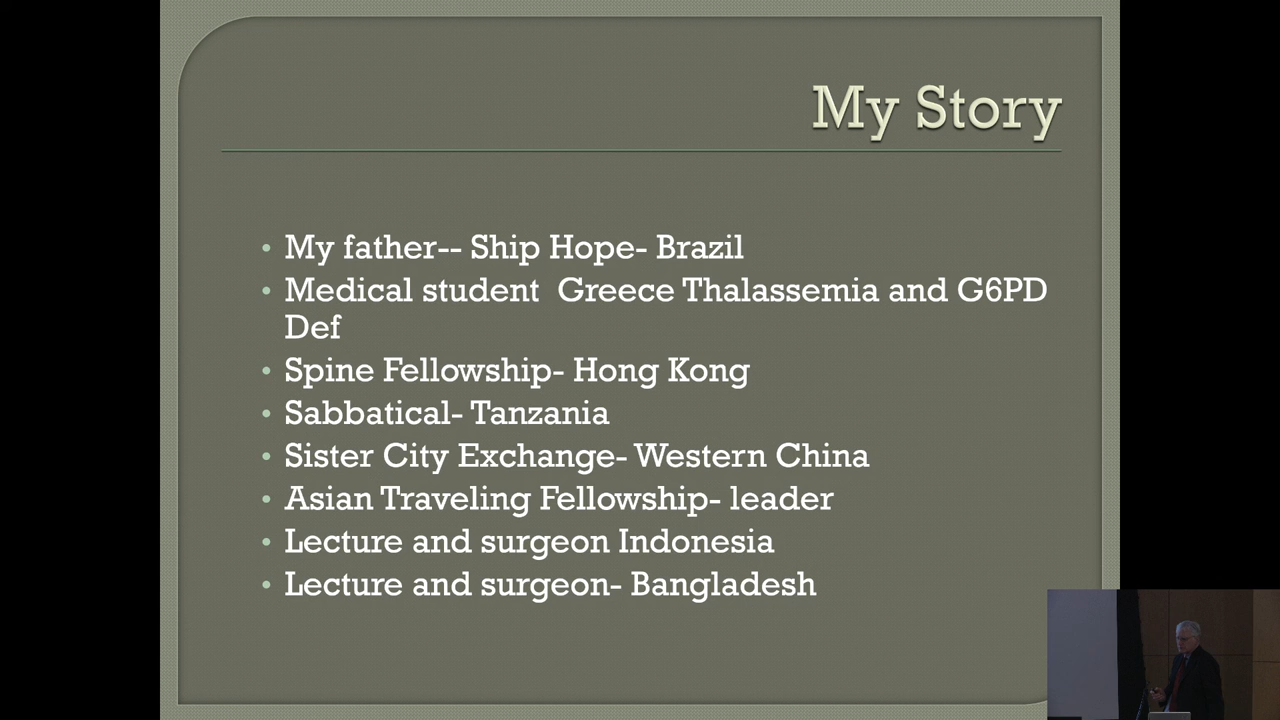 My Story
• My father-- Ship Hope- Brazil
• Medical student  Greece Thalassemia and G6PD
Def
• Spine Fellowship- Hong Kong
• Sabbatical- Tanzania
• Sister City Exchange- Western China
• Asian Traveling Fellowship- leader
• Lecture and surgeon Indonesia
• Lecture and surgeon- Bangladesh